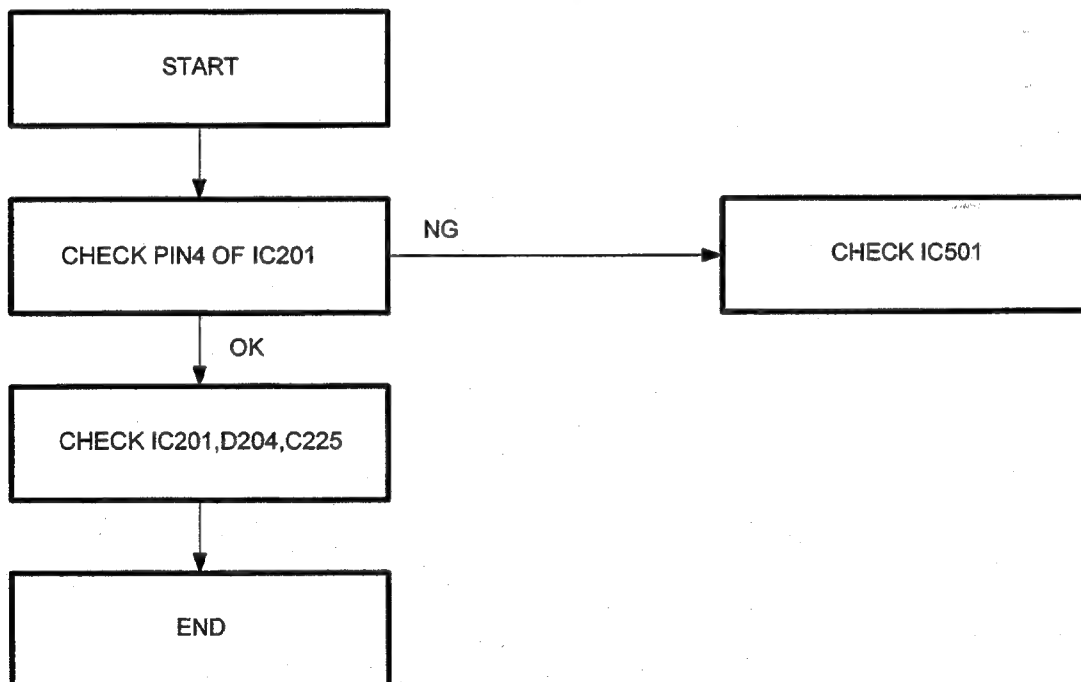 START
CHECK PIN4 OF IC201
NG
CHECK IC501
OK
CHECK IC201,D204,C225
END